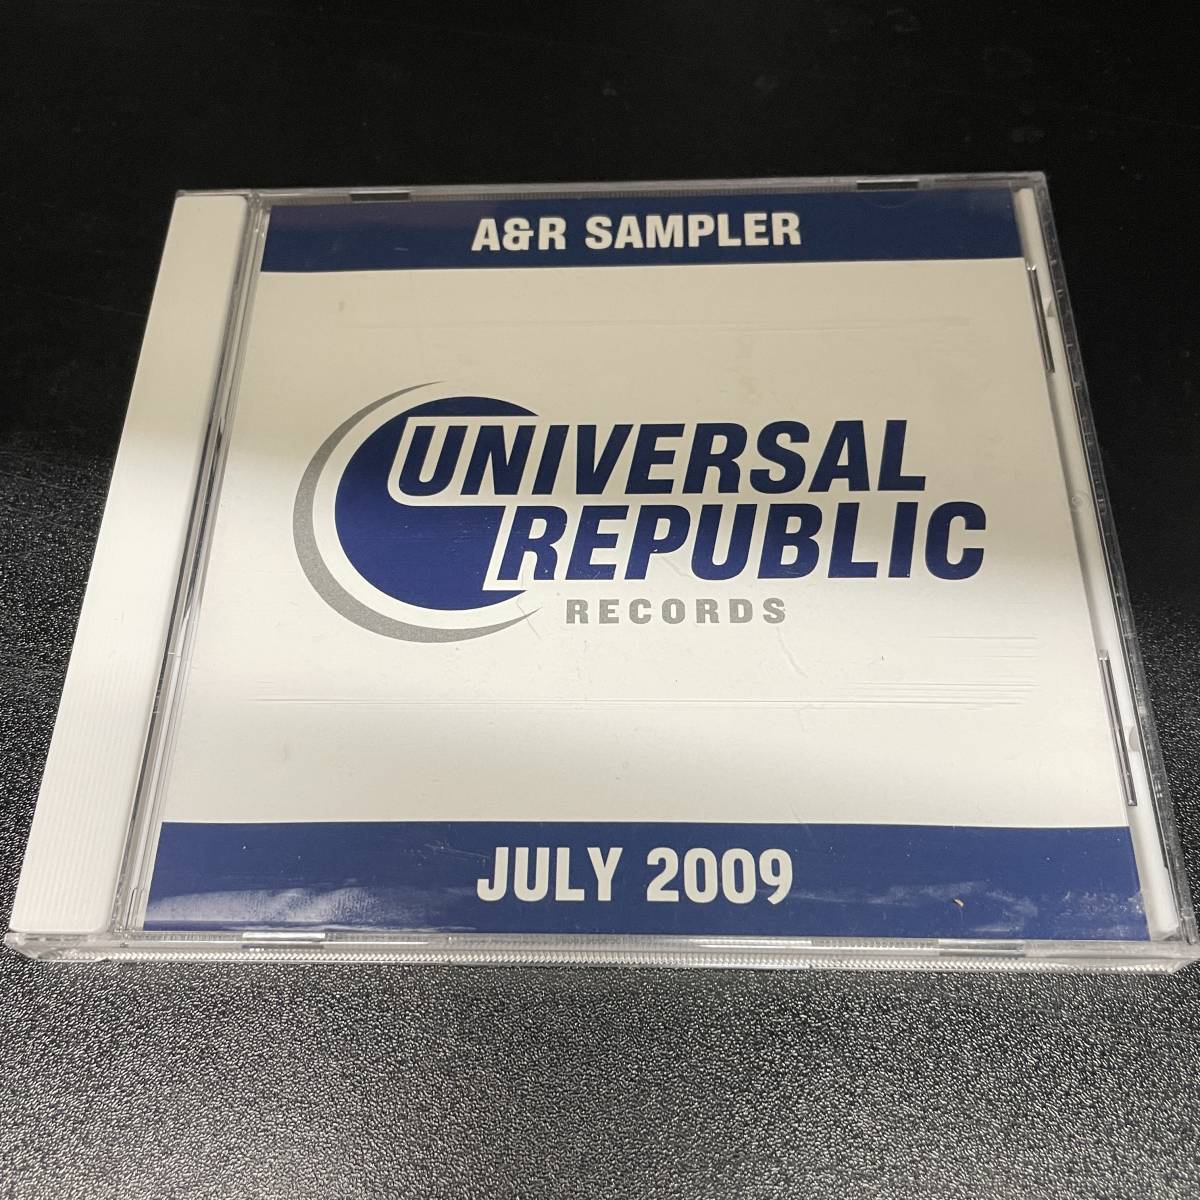 A&R SAMPLER
UNIVERSAL
REPUBLIC
RECORDS
JULY 2009